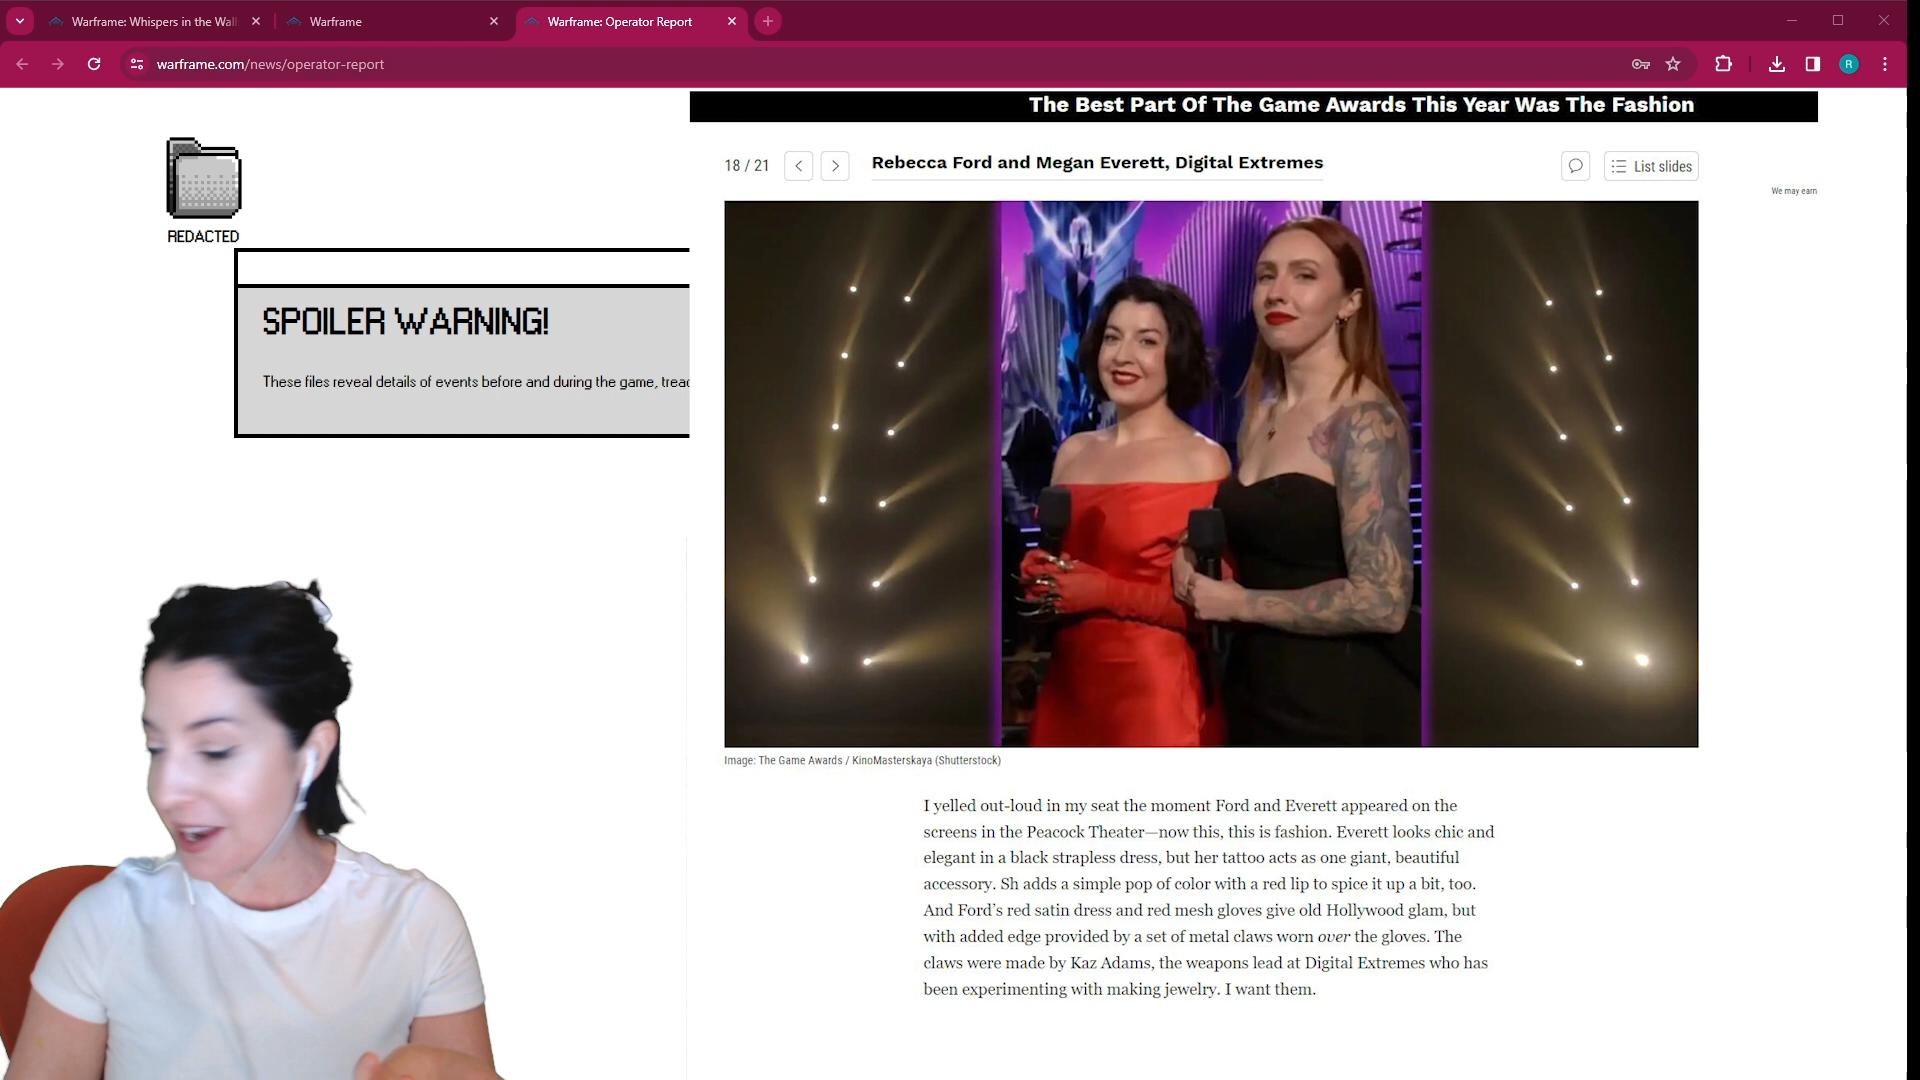 Warframe: Whispers in the Wal
Warframe
Warframe: Operator Report
warframe.com/news/operator-report
R
The Best Part Of The Game Awards This Year Was The Fashion
REDACTED
SPOILER WARNING!
These files reveal details of events before and during the game, tread
18 / 21
Rebecca Ford and Megan Everett, Digital Extremes
List slides
We may earn
Image: The Game Awards / KinoMasterskaya (Shutterstock)
I yelled out-loud in my seat the moment Ford and Everett appeared on the
screens in the Peacock Theater—now this, this is fashion. Everett looks chic and
elegant in a black strapless dress, but her tattoo acts as one giant, beautiful
accessory. Sh adds a simple pop of color with a red lip to spice it up a bit, too.
And Ford’s red satin dress and red mesh gloves give old Hollywood glam, but
with added edge provided by a set of metal claws worn over the gloves. The
claws were made by Kaz Adams, the weapons lead at Digital Extremes who has
been experimenting with making jewelry. I want them.